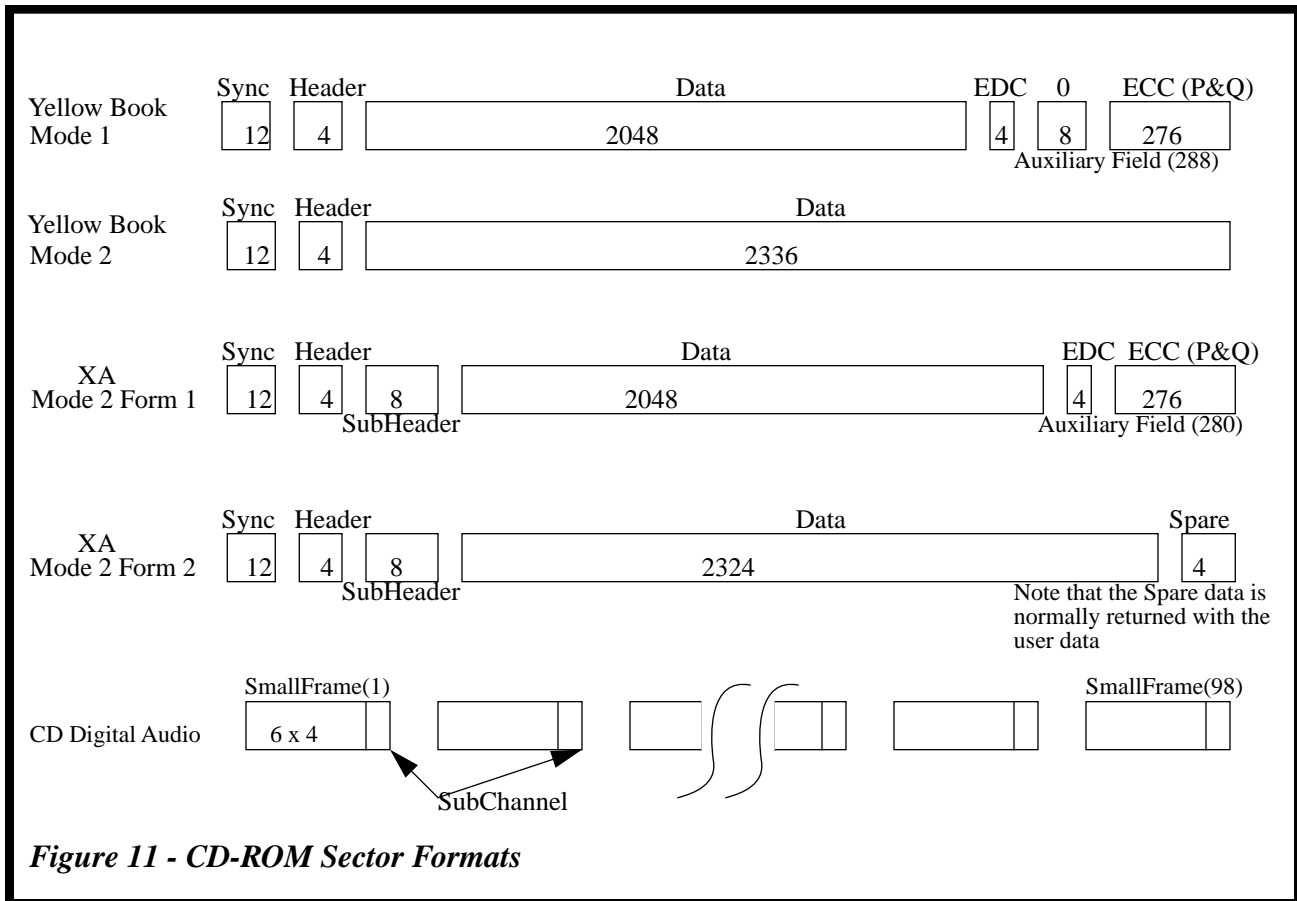 Sync Header Data EDC 0 ECC (P&Q)
Yellow Book
Mode 1
12 4 2048 4 8 276
Auxiliary Field (288)
Sync Header Data
Yellow Book
Mode 2
12 4 2336
Sync Header Data EDC ECC (P&Q)
XA
Mode 2 Form 1
12 4 8 2048 4 276
SubHeader Auxiliary Field (280)
Sync Header Data Spare
XA
Mode 2 Form 2
12 4 8 2324 4
SubHeader
Note that the Spare data is
normally returned with the
user data
SmallFrame(1) SmallFrame(98)
CD Digital Audio 6 x 4
SubChannel
Figure 11 - CD-ROM Sector Formats